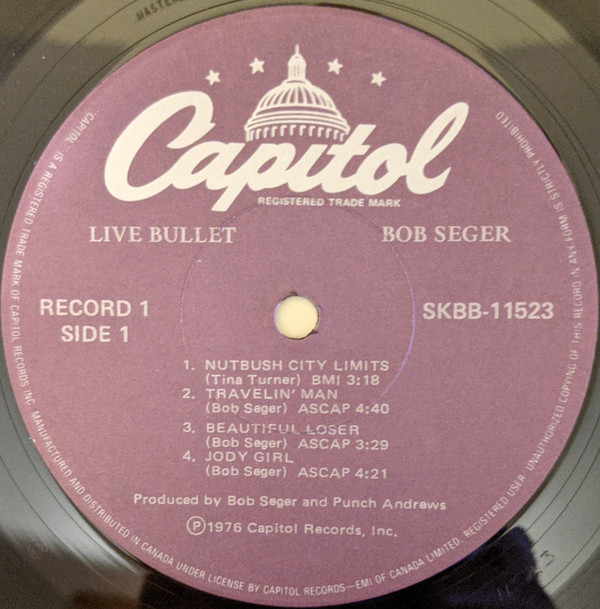 Capitol
REGISTERED TRADE MARK
LIVE BULLET
BOB SEGER
RECORD 1
SIDE 1
SKBB-11523
1. NUTBUSH CITY LIMITS
(Tina Turner) BMI 3:18
2. TRAVELIN' MAN
(Bob Seger) ASCAP 4:40
3. BEAUTIFUL LOSER
(Bob Seger) ASCAP 3:29
4. JODY GIRL
(Bob Seger) ASCAP 4:21
Produced by Bob Seger and Punch Andrews
Ⓟ1976 Capitol Records, Inc.
CAPITOL IS A REGISTERED TRADE MARK OF CAPITOL RECORDS INC. MANUFACTURED AND DISTRIBUTED IN CANADA UNDER LICENSE BY CAPITOL RECORDS—EMI OF CANADA LIMITED. REGISTERED USER. UNAUTHORIZED COPYING OF THIS RECORD IN ANY FORM IS STRICTLY PROHIBITED